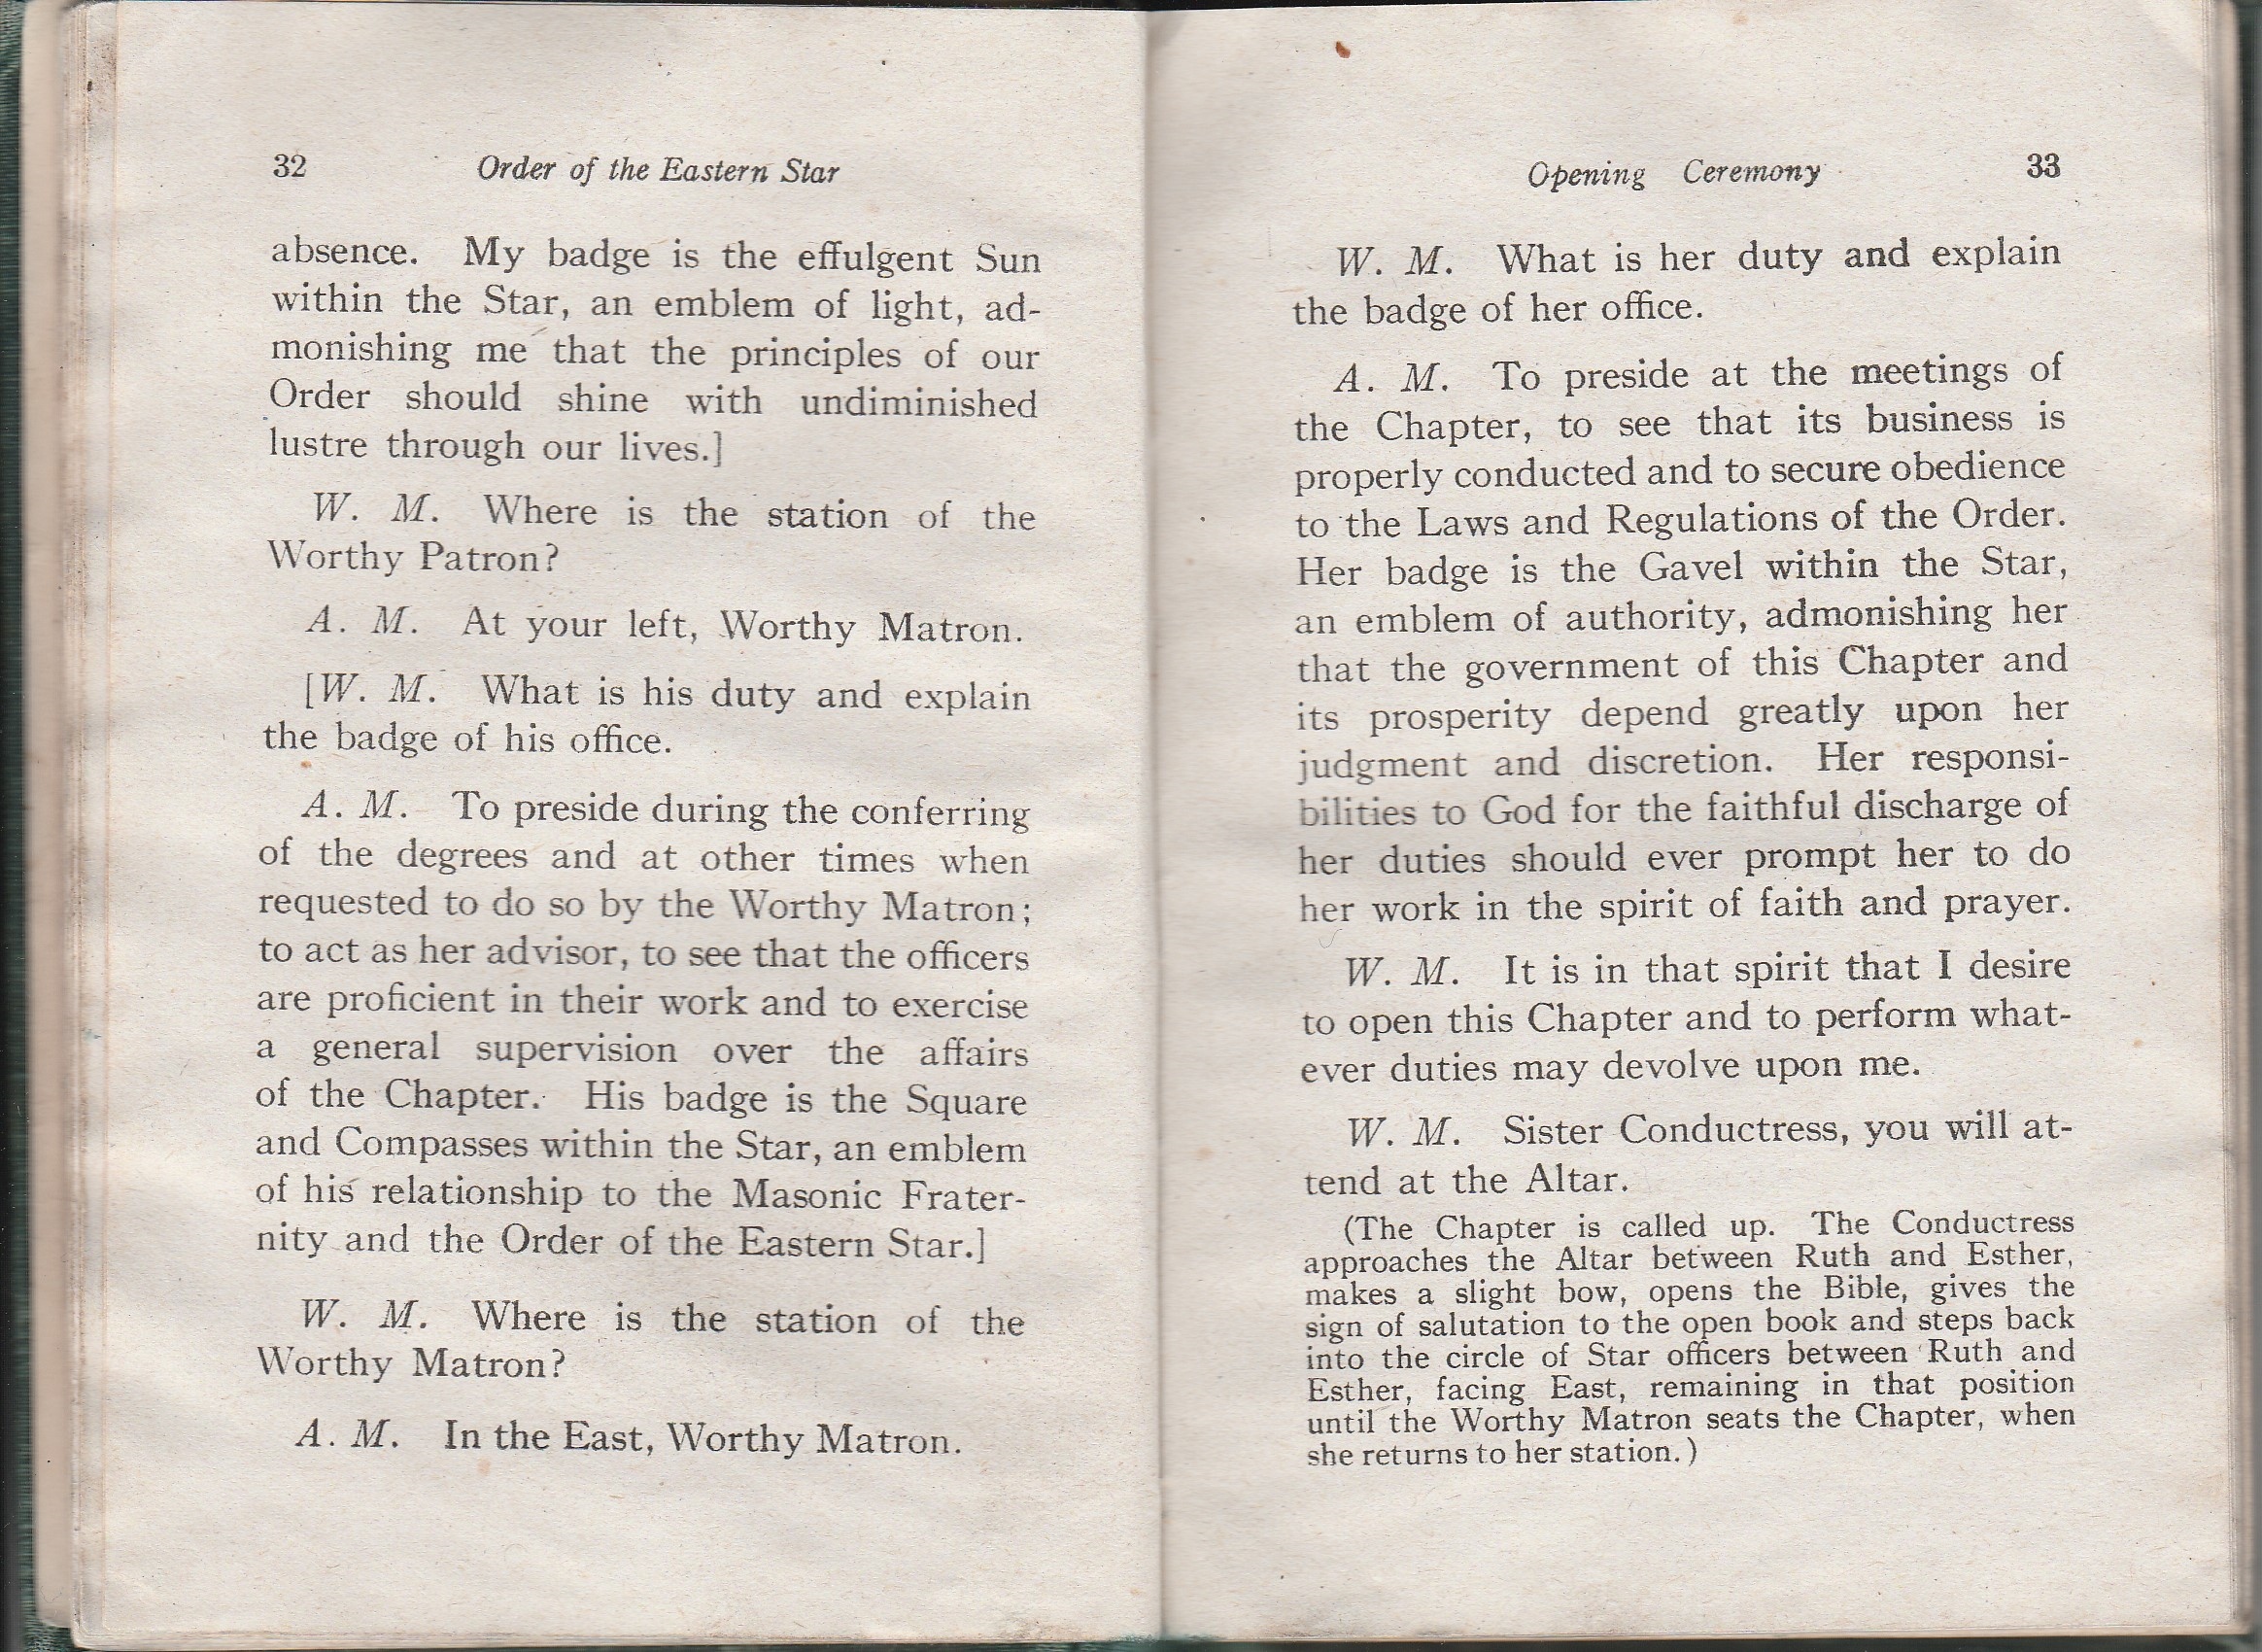 32 Order of the Eastern Star
absence. My badge is the effulgent Sun
within the Star, an emblem of light, ad-
monishing me that the principles of our
Order should shine with undiminished
lustre through our lives.]
W. M. Where is the station of the
Worthy Patron?
A. M. At your left, Worthy Matron.
[W. M. What is his duty and explain
the badge of his office.
A. M. To preside during the conferring
of the degrees and at other times when
requested to do so by the Worthy Matron;
to act as her advisor, to see that the officers
are proficient in their work and to exercise
a general supervision over the affairs
of the Chapter. His badge is the Square
and Compasses within the Star, an emblem
of his relationship to the Masonic Frater-
nity and the Order of the Eastern Star.]
W. M. Where is the station of the
Worthy Matron?
A. M. In the East, Worthy Matron.
Opening Ceremony 33
W. M. What is her duty and explain
the badge of her office.
A. M. To preside at the meetings of
the Chapter, to see that its business is
properly conducted and to secure obedience
to the Laws and Regulations of the Order.
Her badge is the Gavel within the Star,
an emblem of authority, admonishing her
that the government of this Chapter and
its prosperity depend greatly upon her
judgment and discretion. Her responsi-
bilities to God for the faithful discharge of
her duties should ever prompt her to do
her work in the spirit of faith and prayer.
W. M. It is in that spirit that I desire
to open this Chapter and to perform what-
ever duties may devolve upon me.
W. M. Sister Conductress, you will at-
tend at the Altar.
(The Chapter is called up. The Conductress
approaches the Altar between Ruth and Esther,
makes a slight bow, opens the Bible, gives the
sign of salutation to the open book and steps back
into the circle of Star officers between Ruth and
Esther, facing East, remaining in that position
until the Worthy Matron seats the Chapter, when
she returns to her station.)